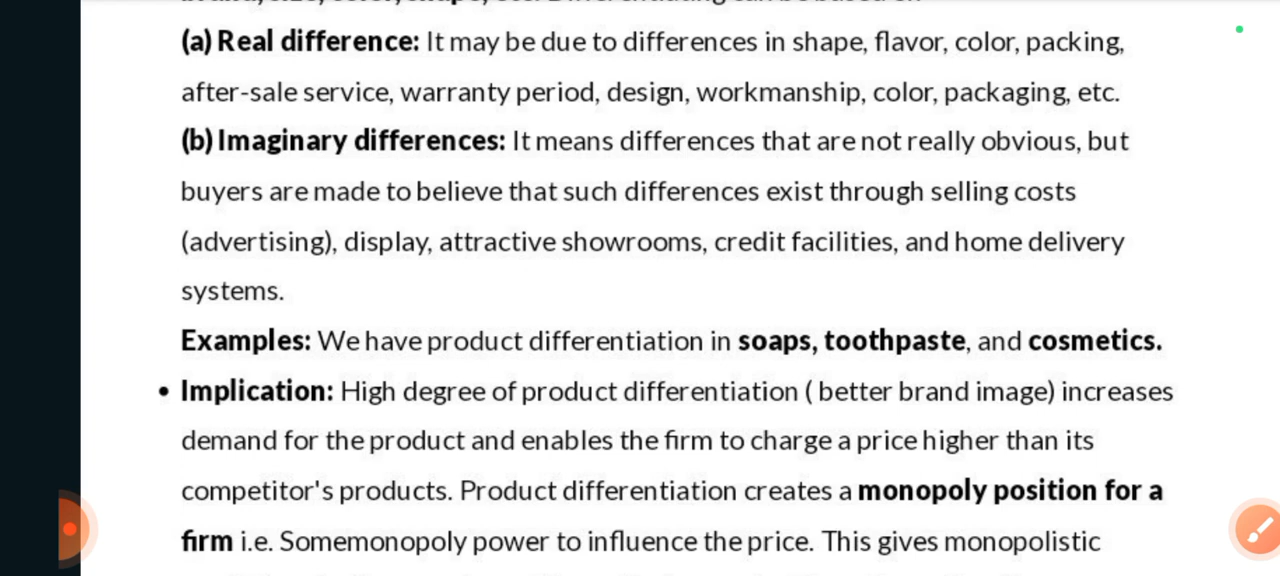 (a) Real difference: It may be due to differences in shape, flavor, color, packing,
after-sale service, warranty period, design, workmanship, color, packaging, etc.
(b) Imaginary differences: It means differences that are not really obvious, but
buyers are made to believe that such differences exist through selling costs
(advertising), display, attractive showrooms, credit facilities, and home delivery
systems.
Examples: We have product differentiation in soaps, toothpaste, and cosmetics.
• Implication: High degree of product differentiation ( better brand image) increases
demand for the product and enables the firm to charge a price higher than its
competitor's products. Product differentiation creates a monopoly position for a
firm i.e. Somemonopoly power to influence the price. This gives monopolistic